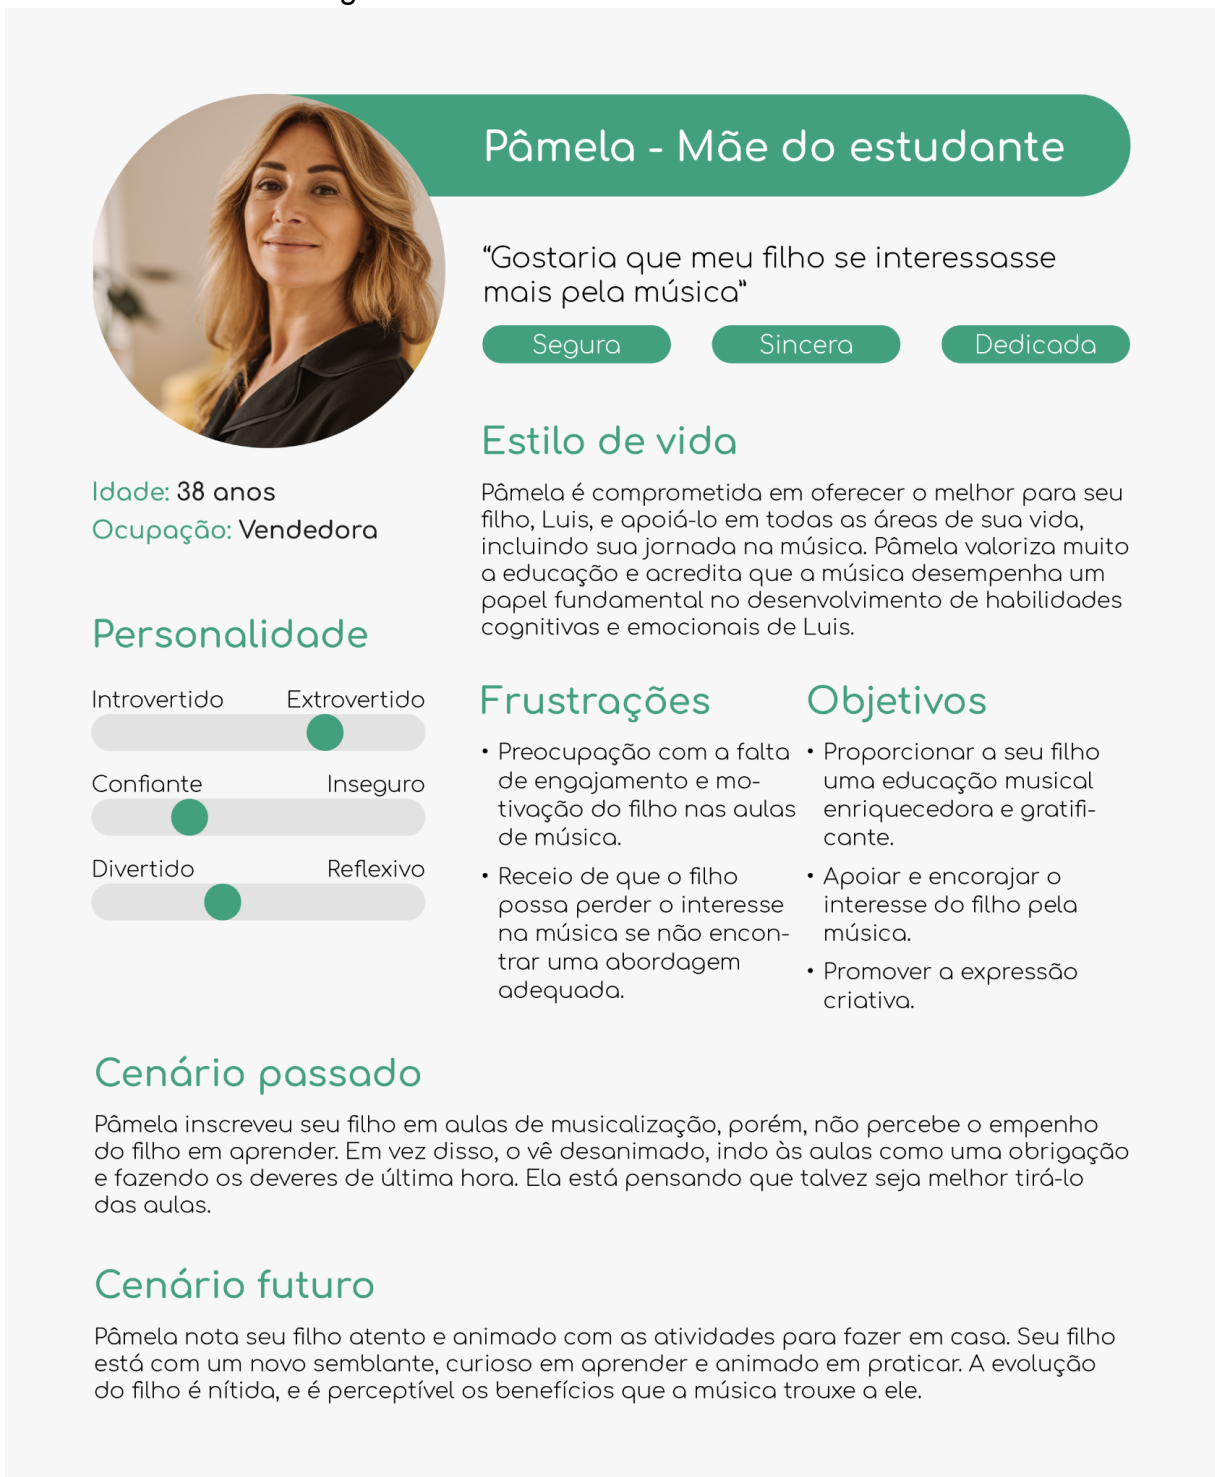 Pâmela - Mãe do estudante
“Gostaria que meu filho se interessasse
mais pela música”
Segura
Sincera
Dedicada
Idade: 38 anos
Ocupação: Vendedora
Personalidade
Introvertido Extrovertido
Confiante Inseguro
Divertido Reflexivo
Estilo de vida
Pâmela é comprometida em oferecer o melhor para seu
filho, Luis, e apoiá-lo em todas as áreas de sua vida,
incluindo sua jornada na música. Pâmela valoriza muito
a educação e acredita que a música desempenha um
papel fundamental no desenvolvimento de habilidades
cognitivas e emocionais de Luis.
Frustrações
• Preocupação com a falta
de engajamento e mo-
tivação do filho nas aulas
de música.
• Receio de que o filho
possa perder o interesse
na música se não encon-
trar uma abordagem
adequada.
Objetivos
• Proporcionar a seu filho
uma educação musical
enriquecedora e gratifi-
cante.
• Apoiar e encorajar o
interesse do filho pela
música.
• Promover a expressão
criativa.
Cenário passado
Pâmela inscreveu seu filho em aulas de musicalização, porém, não percebe o empenho
do filho em aprender. Em vez disso, o vê desanimado, indo às aulas como uma obrigação
e fazendo os deveres de última hora. Ela está pensando que talvez seja melhor tirá-lo
das aulas.
Cenário futuro
Pâmela nota seu filho atento e animado com as atividades para fazer em casa. Seu filho
está com um novo semblante, curioso em aprender e animado em praticar. A evolução
do filho é nítida, e é perceptível os benefícios que a música trouxe a ele.